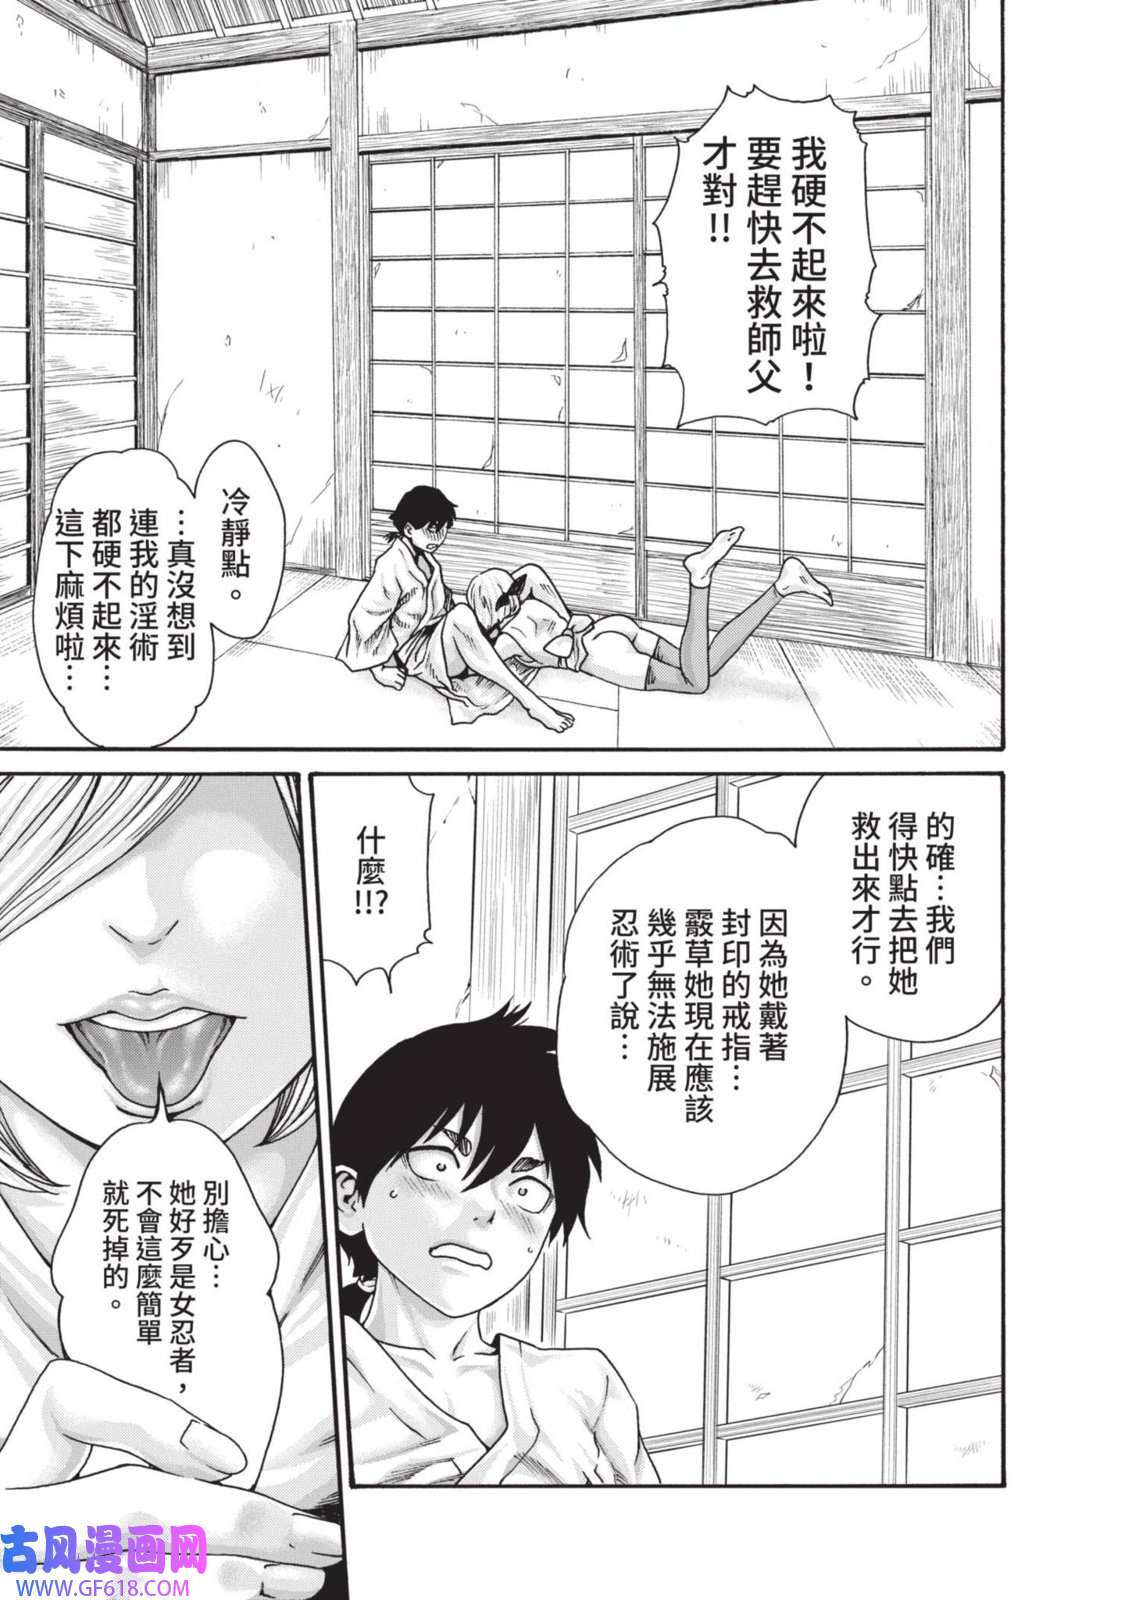 我硬不起來啦！
要趕快去救師父
才對!!
冷靜點。
…真沒想到
連我的淫術
都硬不起來…
這下麻煩啦…
的確…我們
得快點去把她
救出來才行。
因為她戴著
封印的戒指…
霰草她現在應該
幾乎無法施展
忍術了說…
什麼!!?
別擔心…
她好歹是女忍者，
不會這麼簡單
就死掉的。
古风漫画网
WWW.GF618.COM